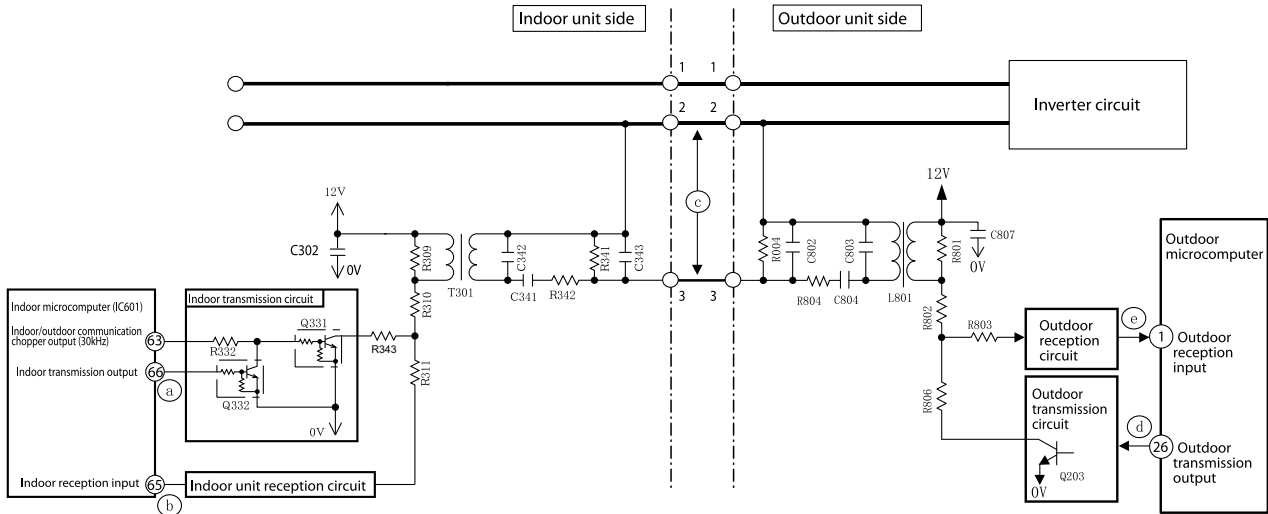 Indoor unit side
Outdoor unit side
1 1
2 2
Inverter circuit
c
12V
C302
0V
R309
T301
C342
C341
R342
R341
C343
3 3
R310
R343
R311
R004
C802
C803
R804
C804
L801
12V
R801
C807
0V
R802
R803
R806
Indoor microcomputer (IC601)
Indoor/outdoor communication
chopper output (30kHz)
63
Indoor transmission output
66
a
Indoor reception input
65
b
Indoor transmission circuit
Q331
R332
Q332
0V
Indoor unit reception circuit
Outdoor
reception
circuit
e
Outdoor
transmission
circuit
Q203
0V
d
Outdoor
microcomputer
1
Outdoor
reception
input
26
Outdoor
transmission
output